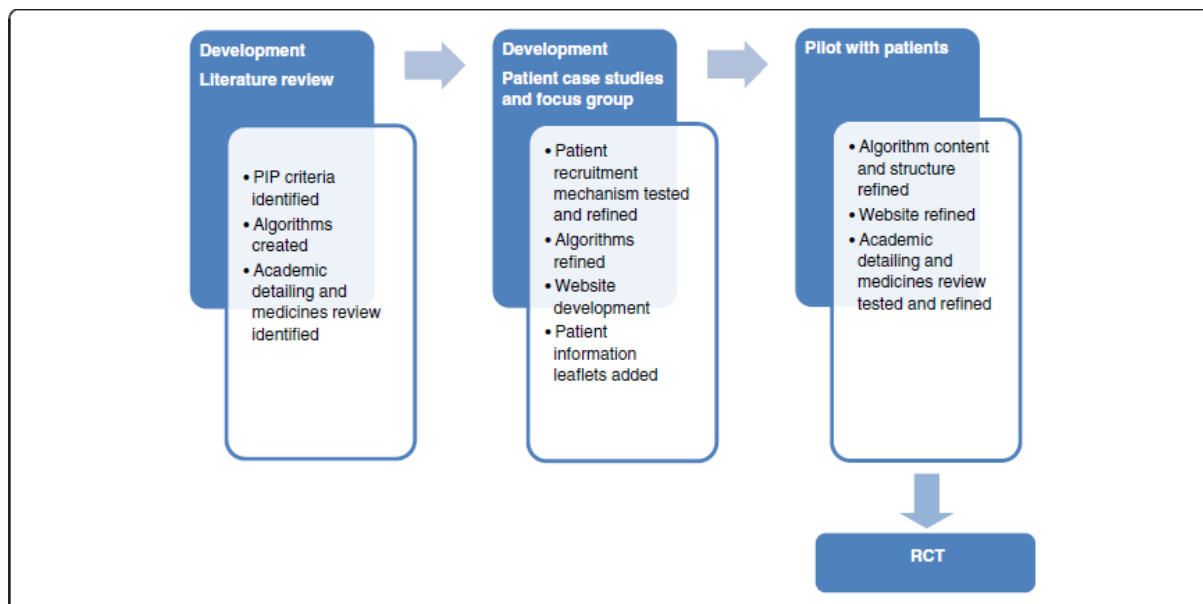 Development
Literature review
• PIP criteria
identified
• Algorithms
created
• Academic
detailing and
medicines review
identified
Development
Patient case studies
and focus group
• Patient
recruitment
mechanism tested
and refined
• Algorithms
refined
• Website
development
• Patient
information
leaflets added
Pilot with patients
• Algorithm content
and structure
refined
• Website refined
• Academic
detailing and
medicines review
tested and refined
RCT